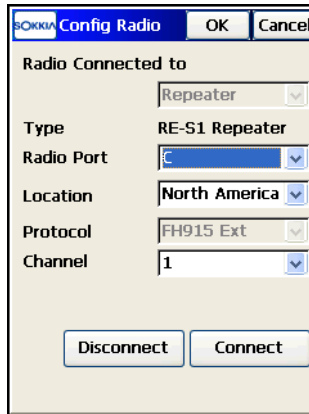 SOKKIA Config Radio OK Cancel
Radio Connected to
Repeater
Type RE-S1 Repeater
Radio Port C
Location North America
Protocol FH915 Ext
Channel 1
Disconnect Connect